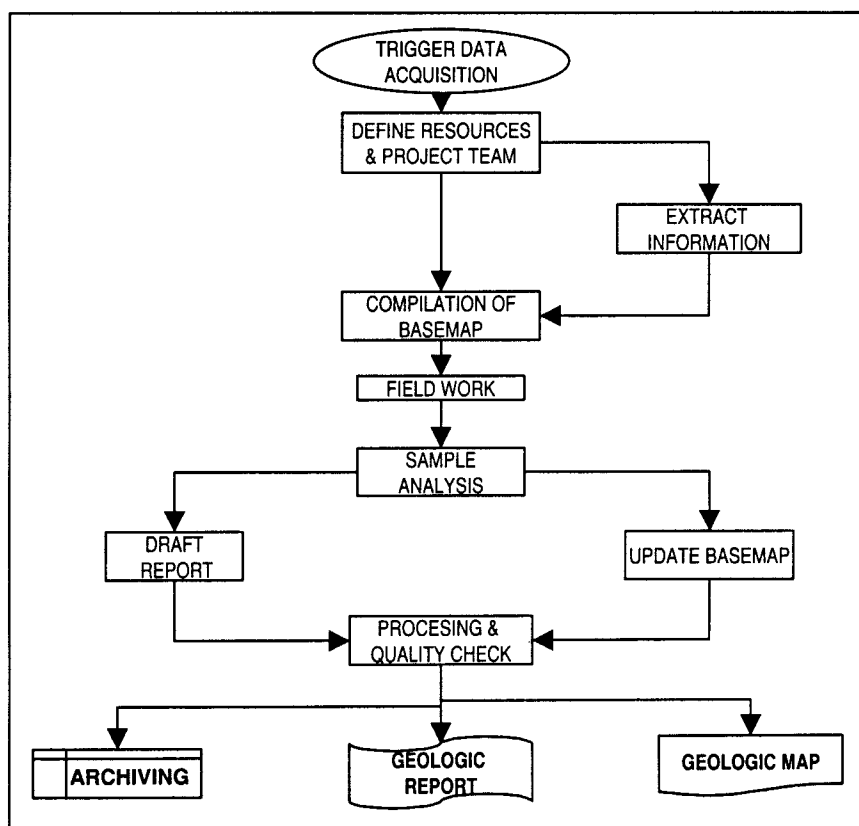 TRIGGER DATA
ACQUISITION
DEFINE RESOURCES
& PROJECT TEAM
EXTRACT
INFORMATION
COMPILATION OF
BASEMAP
FIELD WORK
SAMPLE
ANALYSIS
DRAFT
REPORT
UPDATE BASEMAP
PROCESING &
QUALITY CHECK
ARCHIVING
GEOLOGIC
REPORT
GEOLOGIC MAP